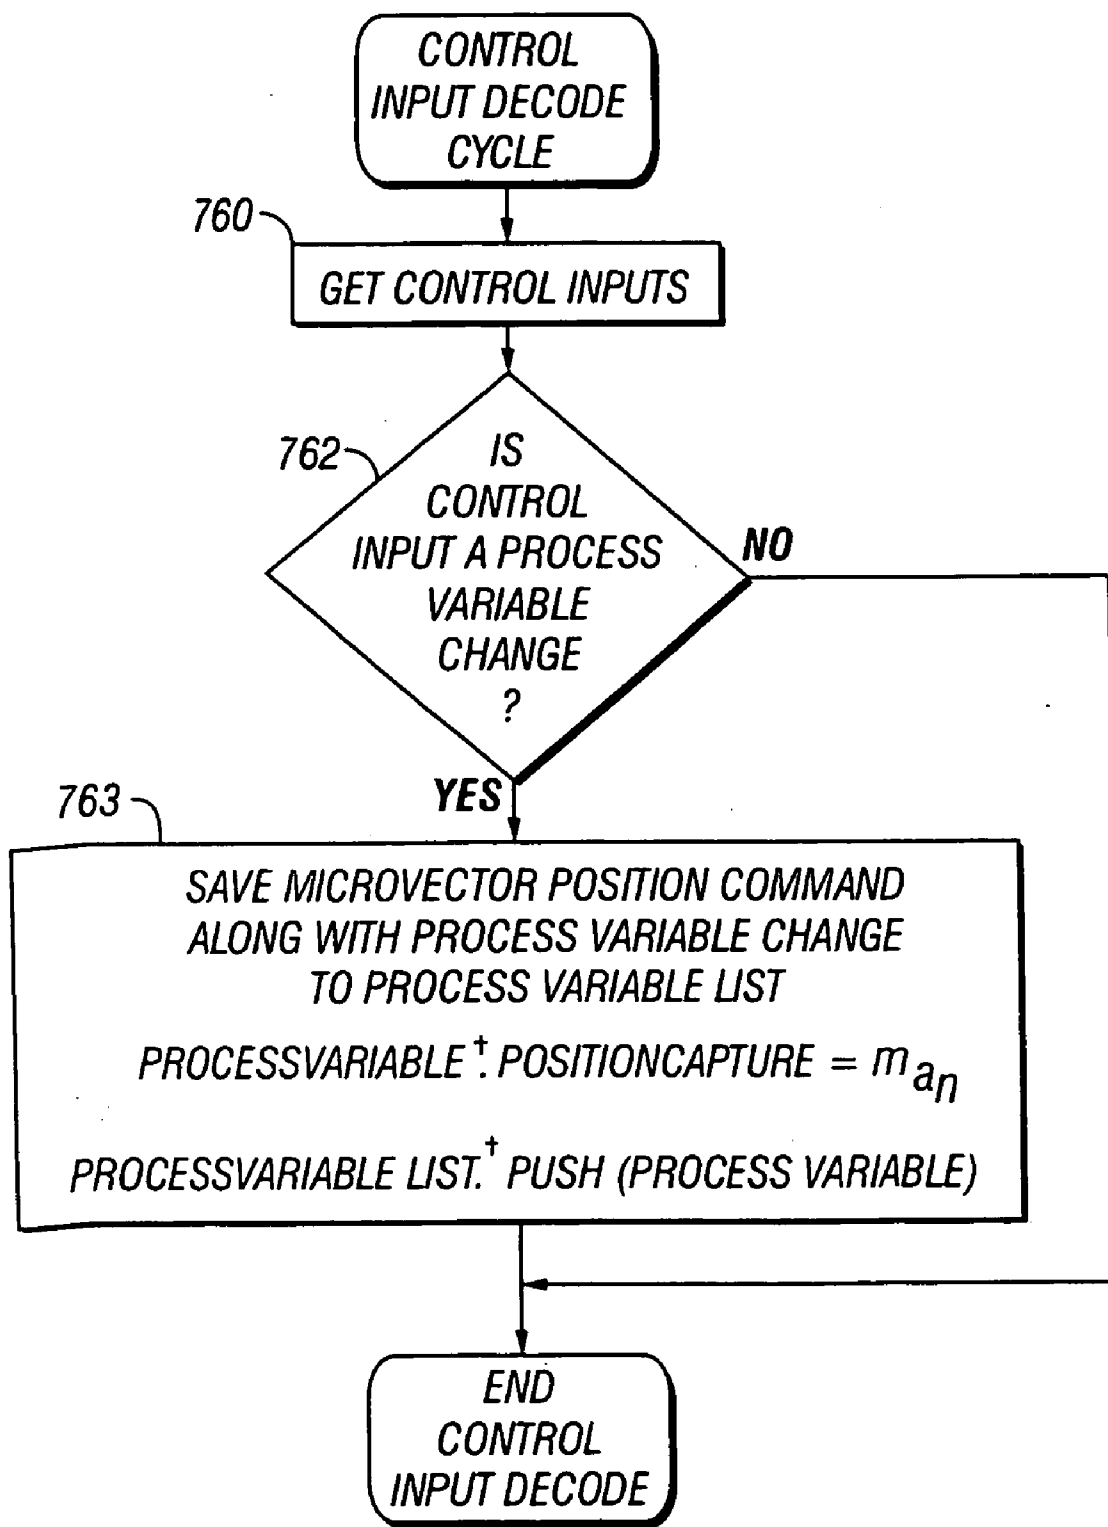 CONTROL
INPUT DECODE
CYCLE
760
GET CONTROL INPUTS
762
IS
CONTROL
INPUT A PROCESS
VARIABLE
CHANGE
?
NO
YES
763
SAVE MICROVECTOR POSITION COMMAND
ALONG WITH PROCESS VARIABLE CHANGE
TO PROCESS VARIABLE LIST
PROCESSVARIABLE†. POSITIONCAPTURE = m a n
PROCESSVARIABLE LIST.† PUSH (PROCESS VARIABLE)
END
CONTROL
INPUT DECODE